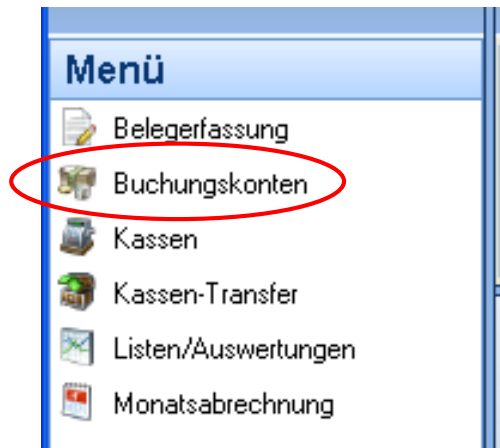 Menü
Belegerfassung
Buchungskonten
Kassen
Kassen-Transfer
Listen/Auswertungen
Monatsabrechnung